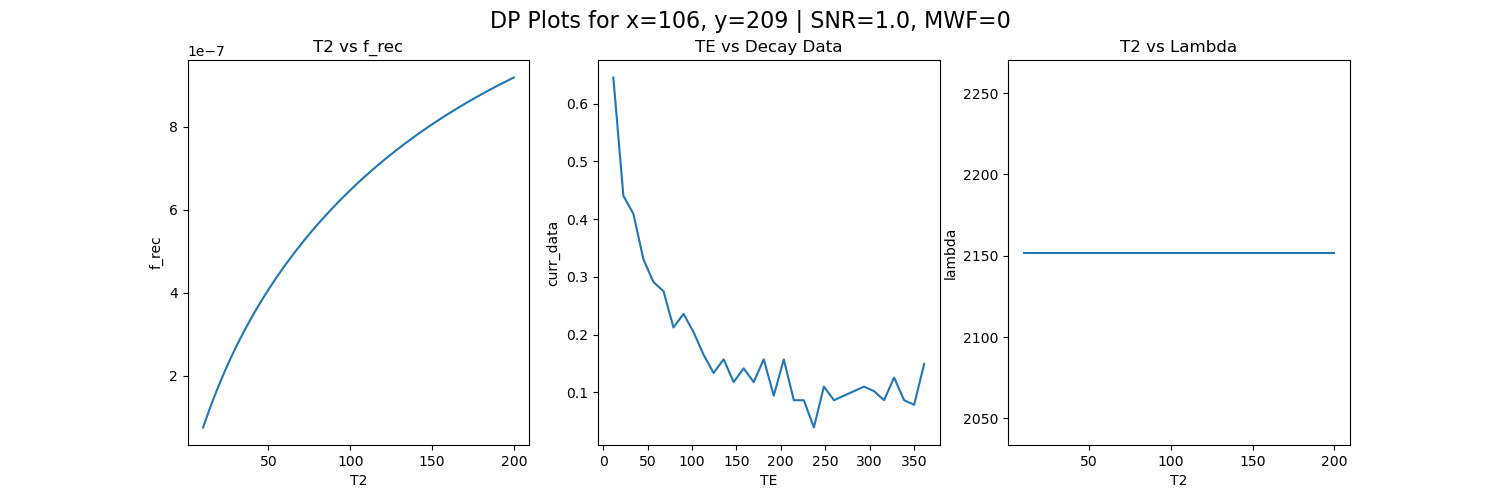 DP Plots for x=106, y=209 | SNR=1.0, MWF=0
T2 vs f_rec
1e−7
8
6
4
2
f_rec
50 100 150 200
T2
TE vs Decay Data
0.6
0.5
0.4
0.3
0.2
0.1
curr_data
0 50 100 150 200 250 300 350
TE
T2 vs Lambda
2250
2200
2150
2100
2050
lambda
50 100 150 200
T2